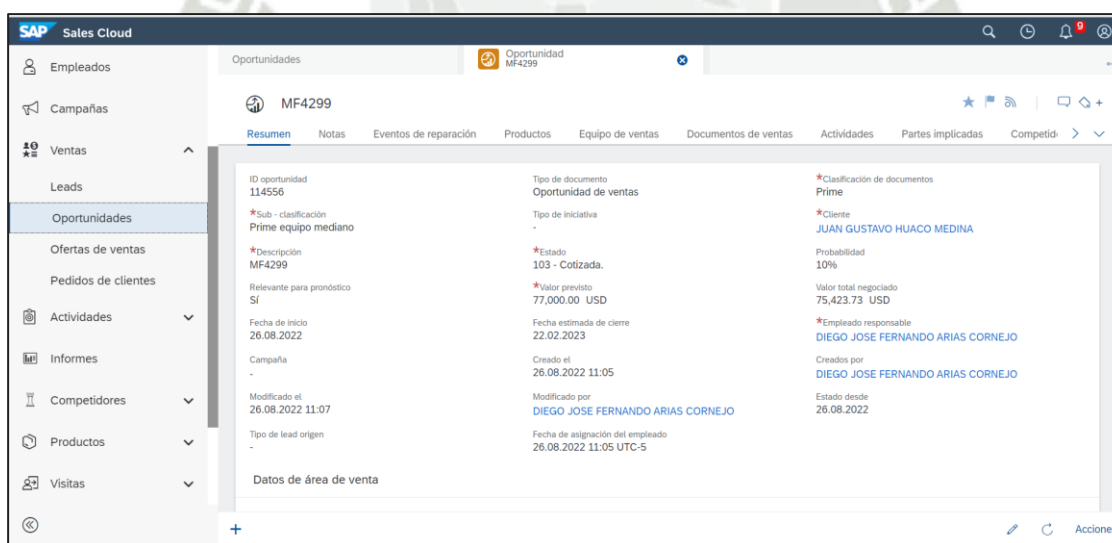 SAP Sales Cloud
9
Empleados
Campañas
Ventas
Leads
Oportunidades
Ofertas de ventas
Pedidos de clientes
Actividades
Informes
Competidores
Productos
Visitas
Oportunidades
Oportunidad
MF4299
MF4299
Resumen Notas Eventos de reparación Productos Equipo de ventas Documentos de ventas Actividades Partes implicadas Competid
ID oportunidad Tipo de documento *Clasificación de documentos
114556 Oportunidad de ventas Prime
*Sub - clasificación Tipo de iniciativa *Cliente
Prime equipo mediano - JUAN GUSTAVO HUACO MEDINA
*Descripción *Estado Probabilidad
MF4299 103 - Cotizada. 10%
Relevante para pronóstico *Valor previsto Valor total negociado
Sí 77,000.00 USD 75,423.73 USD
Fecha de inicio Fecha estimada de cierre *Empleado responsable
26.08.2022 22.02.2023 DIEGO JOSE FERNANDO ARIAS CORNEJO
Campaña Creado el Creados por
- 26.08.2022 11:05 DIEGO JOSE FERNANDO ARIAS CORNEJO
Modificado el Modificado por Estado desde
26.08.2022 11:07 DIEGO JOSE FERNANDO ARIAS CORNEJO 26.08.2022
Tipo de lead origen Fecha de asignación del empleado
- 26.08.2022 11:05 UTC-5
Datos de área de venta
Accione